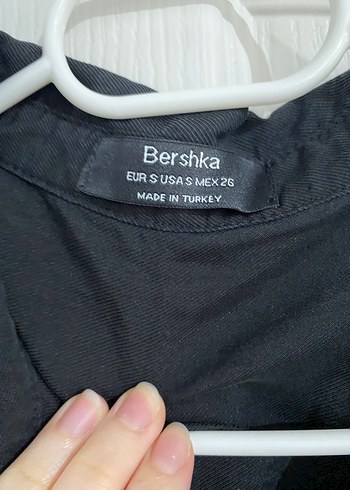 Bershka
EUR S USA S MEX 26
MADE IN TURKEY